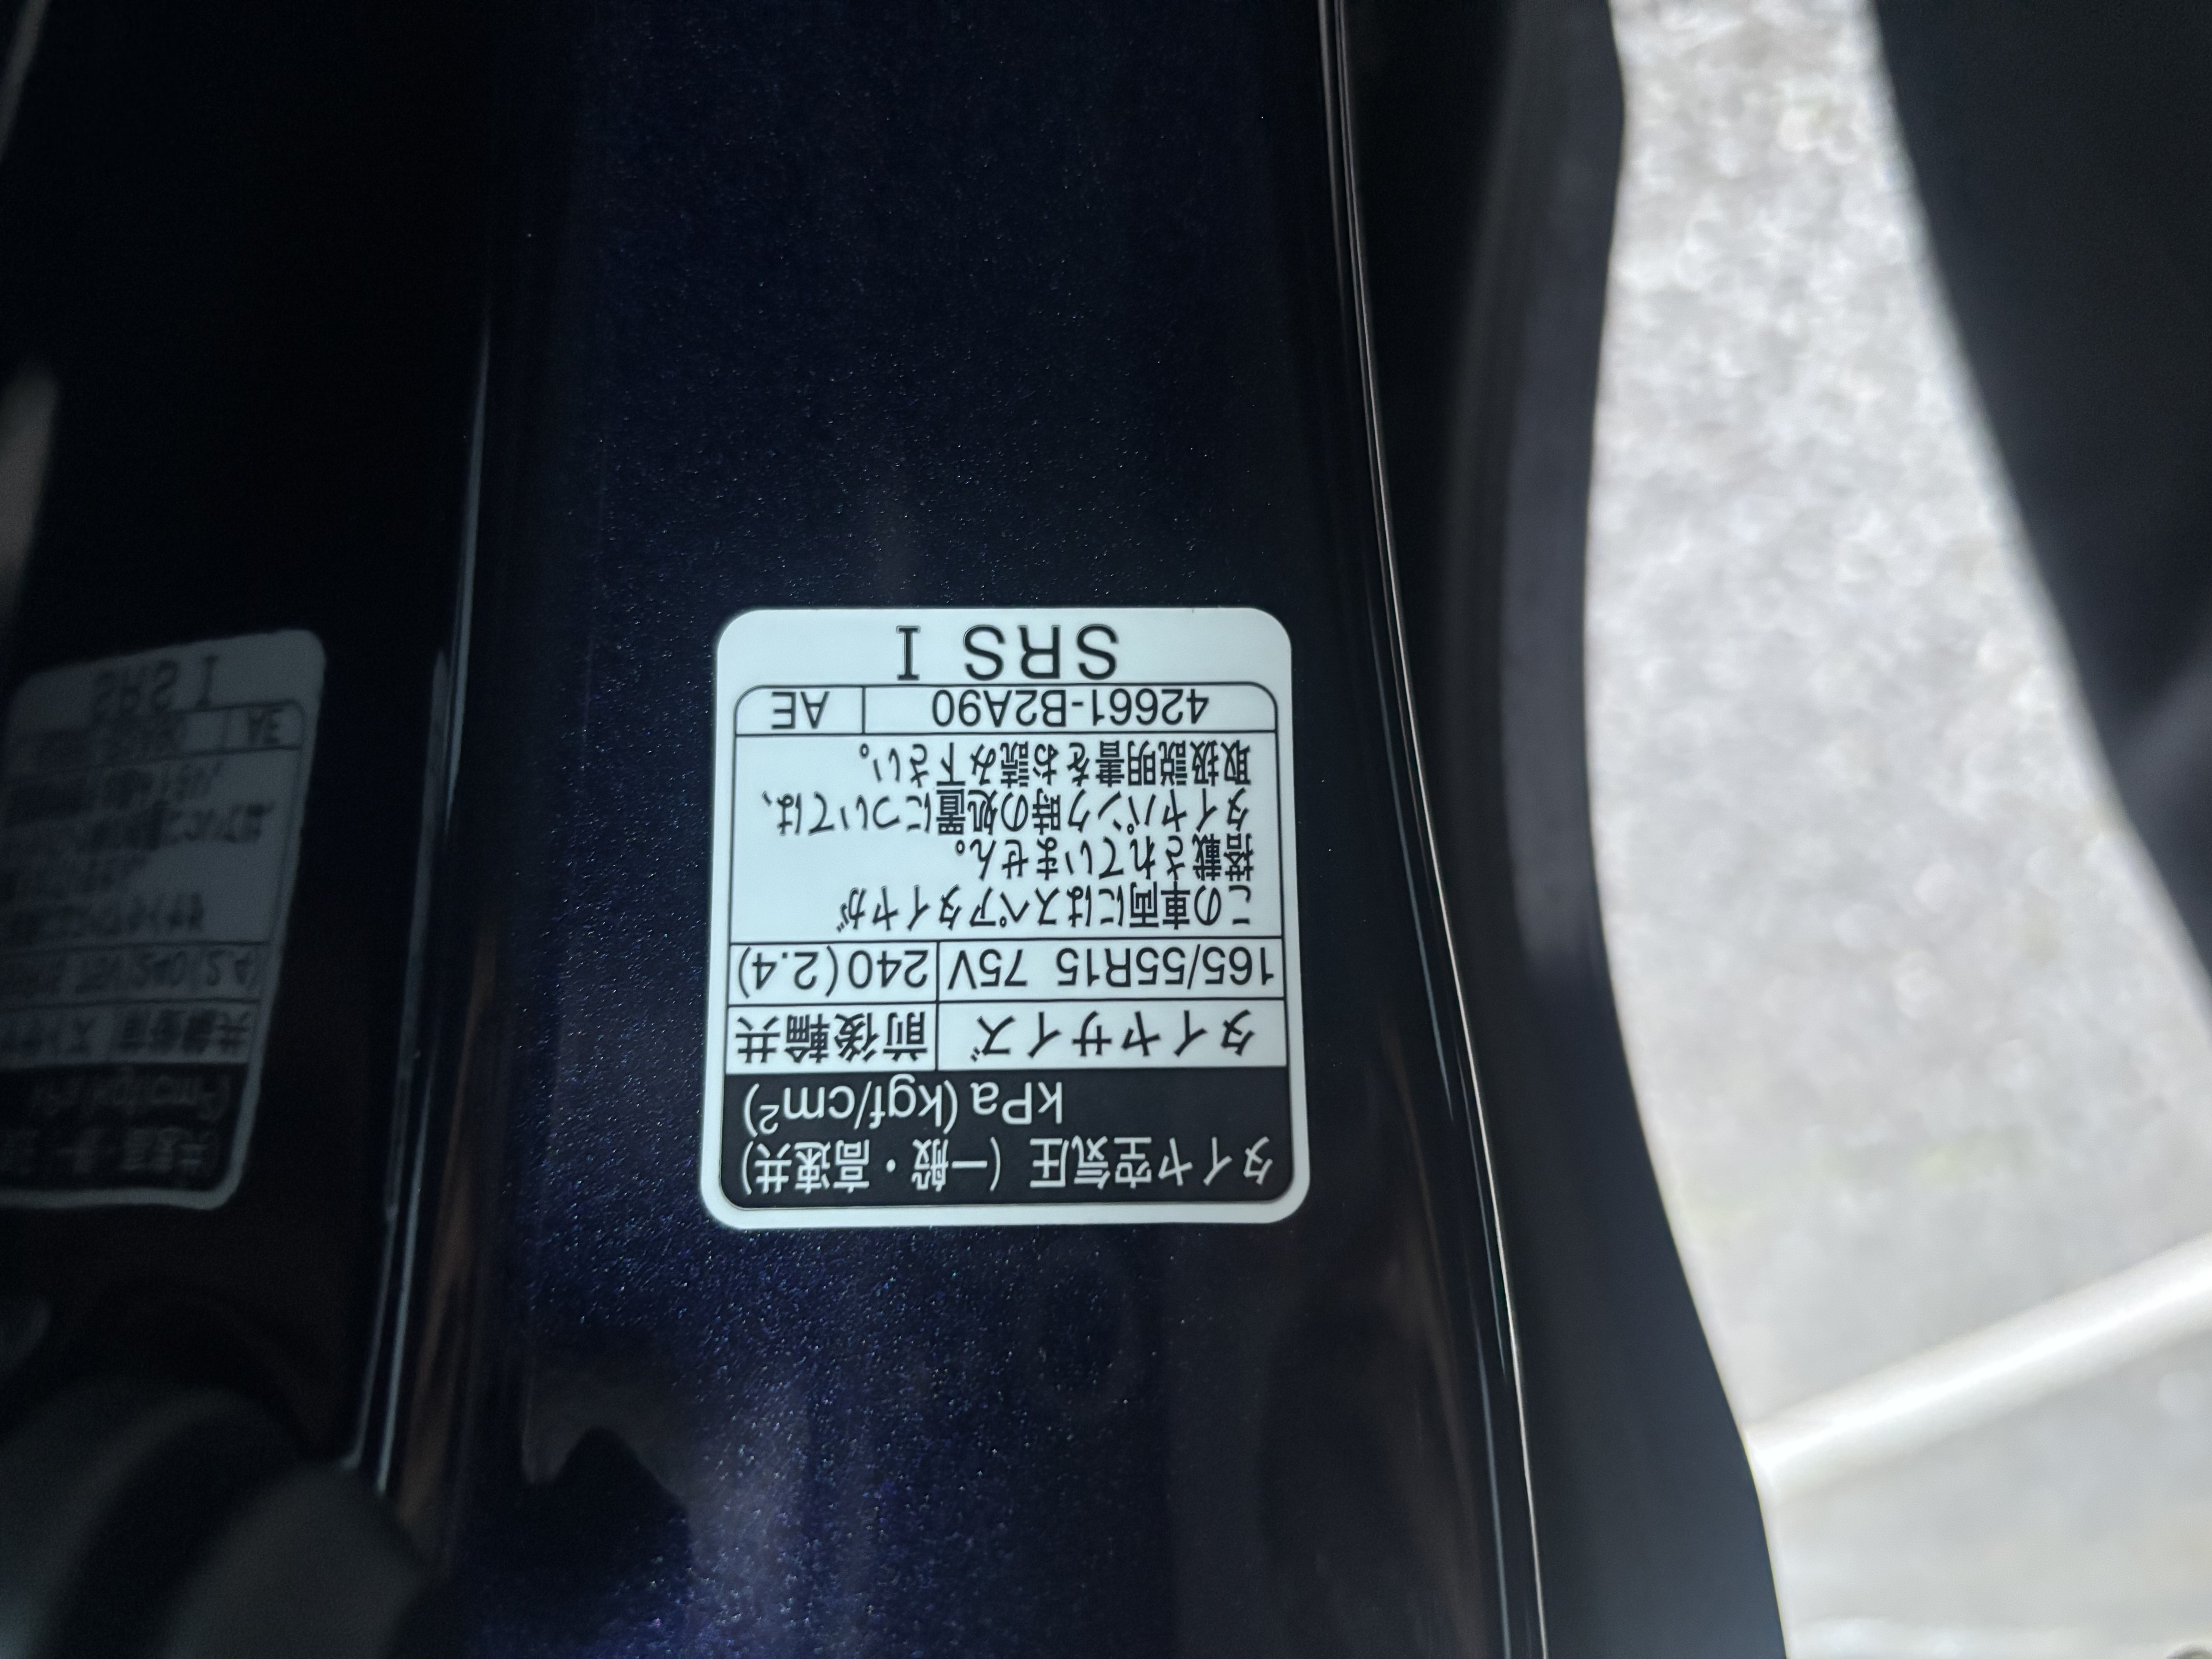 タイヤ空気圧 (一般・高速共)
kPa (kgf/cm²)
タイヤサイズ 前後輪共
165/55R15 75V 240(2.4)
この車両にはスペアタイヤが
搭載されていません。
タイヤパンク時の処置については、
取扱説明書をお読み下さい。
42661-B2A90 AE
SRS I